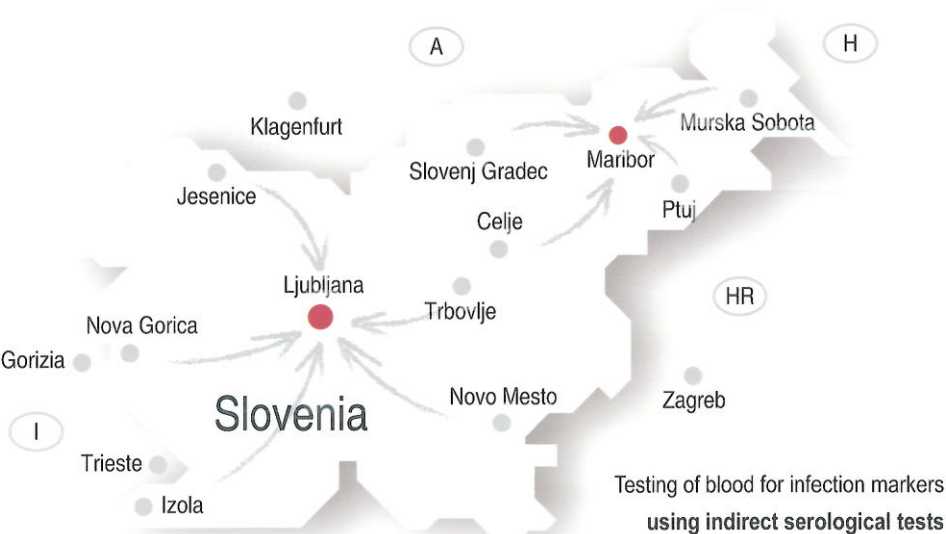 A
H
Klagenfurt
Murska Sobota
Maribor
Slovenj Gradec
Jesenice
Ptuj
Celje
Ljubljana
HR
Trbovlje
Nova Gorica
Gorizia
Novo Mesto
Zagreb
Slovenia
I
Trieste
Izola
Testing of blood for infection markers
using indirect serological tests